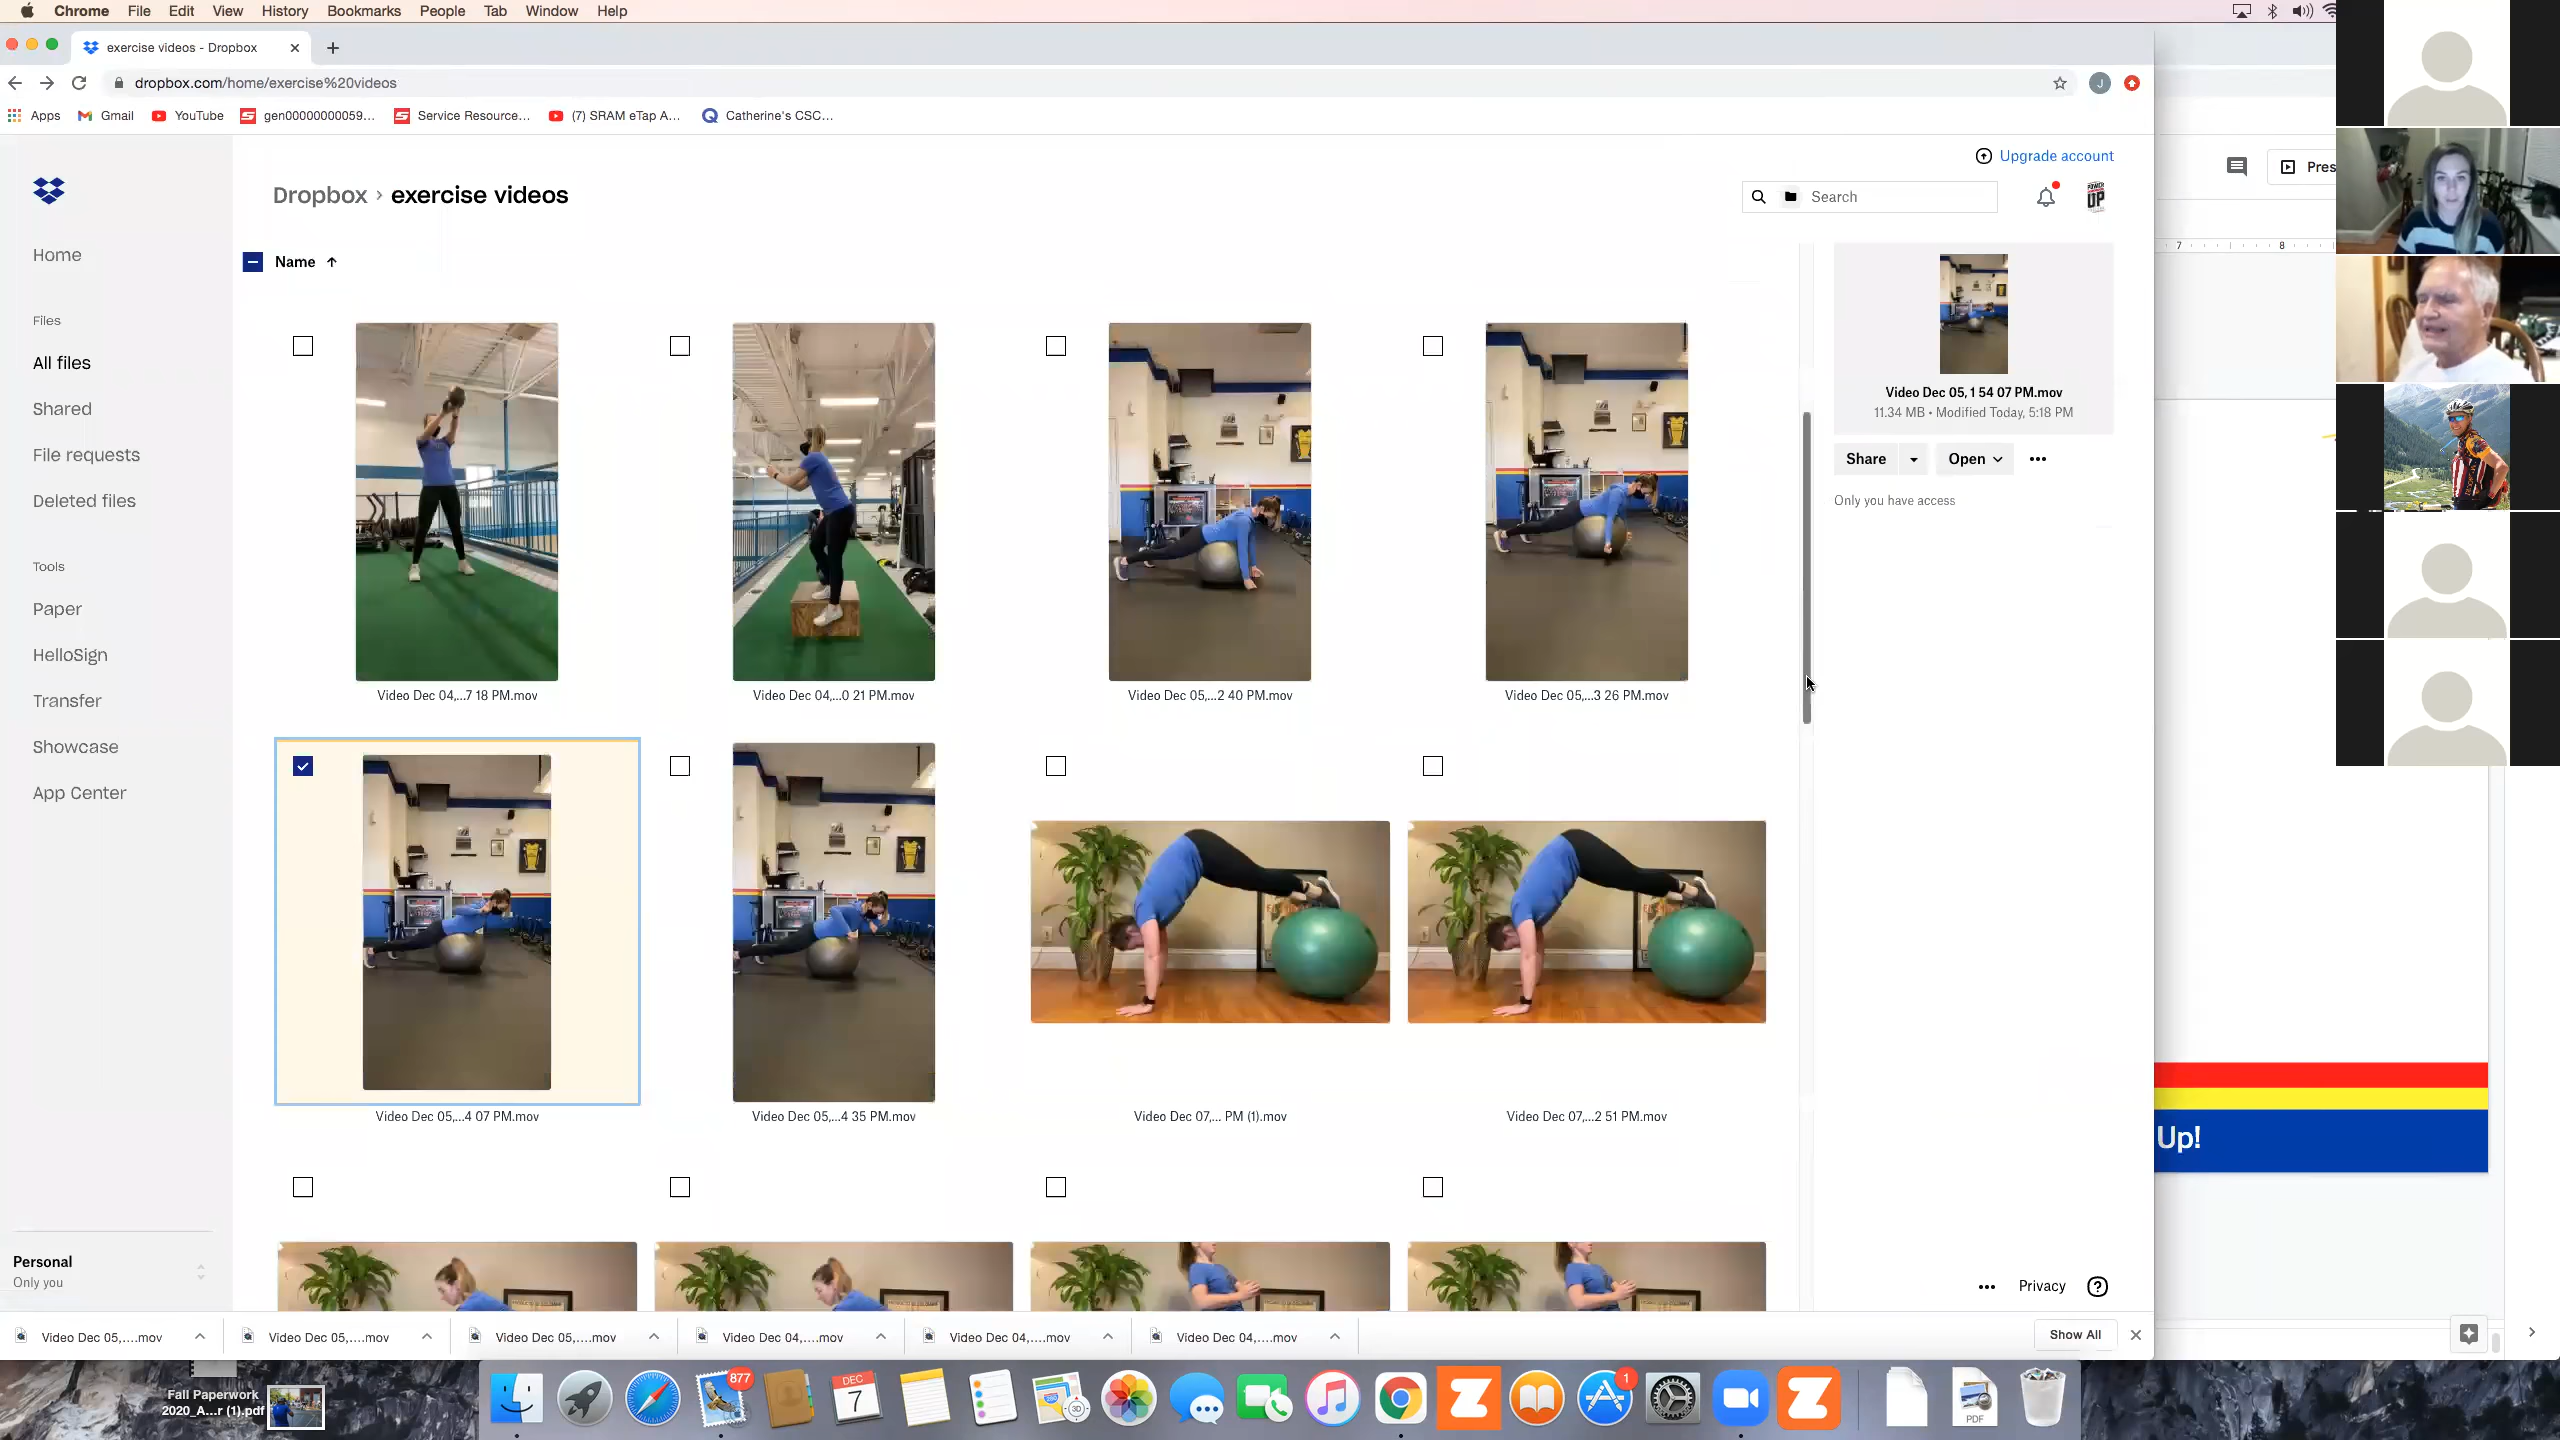 Chrome File Edit View History Bookmarks People Tab Window Help
exercise videos - Dropbox
dropbox.com/home/exercise%20videos
J
Apps Gmail YouTube gen00000000059... Service Resource... (7) SRAM eTap A... Catherine's CSC...
Upgrade account
Dropbox › exercise videos
Search
POWER UP
Pres
7 8
Home
Name ↑
Files
All files
Shared
File requests
Deleted files
Tools
Paper
HelloSign
Transfer
Showcase
App Center
Video Dec 05, 1 54 07 PM.mov
11.34 MB • Modified Today, 5:18 PM
Share Open
Only you have access
Video Dec 04,...7 18 PM.mov
Video Dec 04,...0 21 PM.mov
Video Dec 05,...2 40 PM.mov
Video Dec 05,...3 26 PM.mov
Video Dec 05,...4 07 PM.mov
Video Dec 05,...4 35 PM.mov
Video Dec 07,... PM (1).mov
Video Dec 07,...2 51 PM.mov
Up!
Personal
Only you
Privacy
Video Dec 05,....mov
Video Dec 05,....mov
Video Dec 05,....mov
Video Dec 04,....mov
Video Dec 04,....mov
Video Dec 04,....mov
Show All
Fall Paperwork
2020_A...r (1).pdf
877
DEC
7
3D
1
PDF